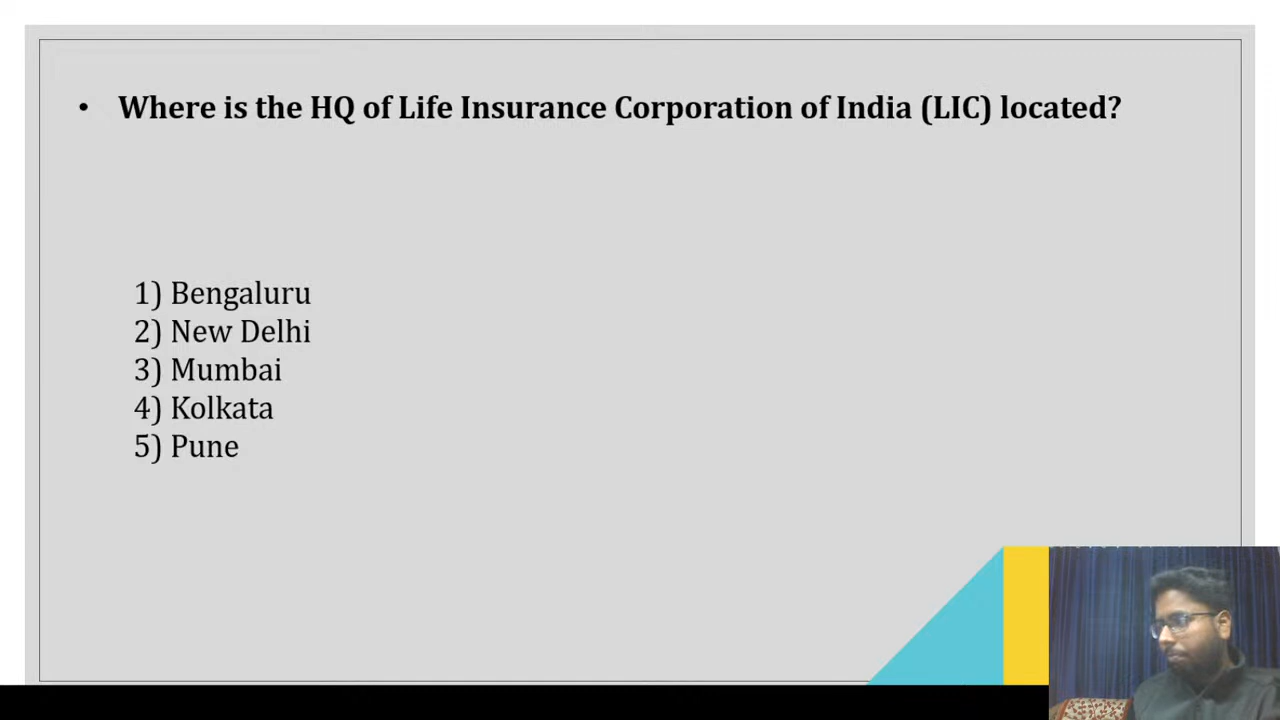 • Where is the HQ of Life Insurance Corporation of India (LIC) located?
1) Bengaluru
2) New Delhi
3) Mumbai
4) Kolkata
5) Pune